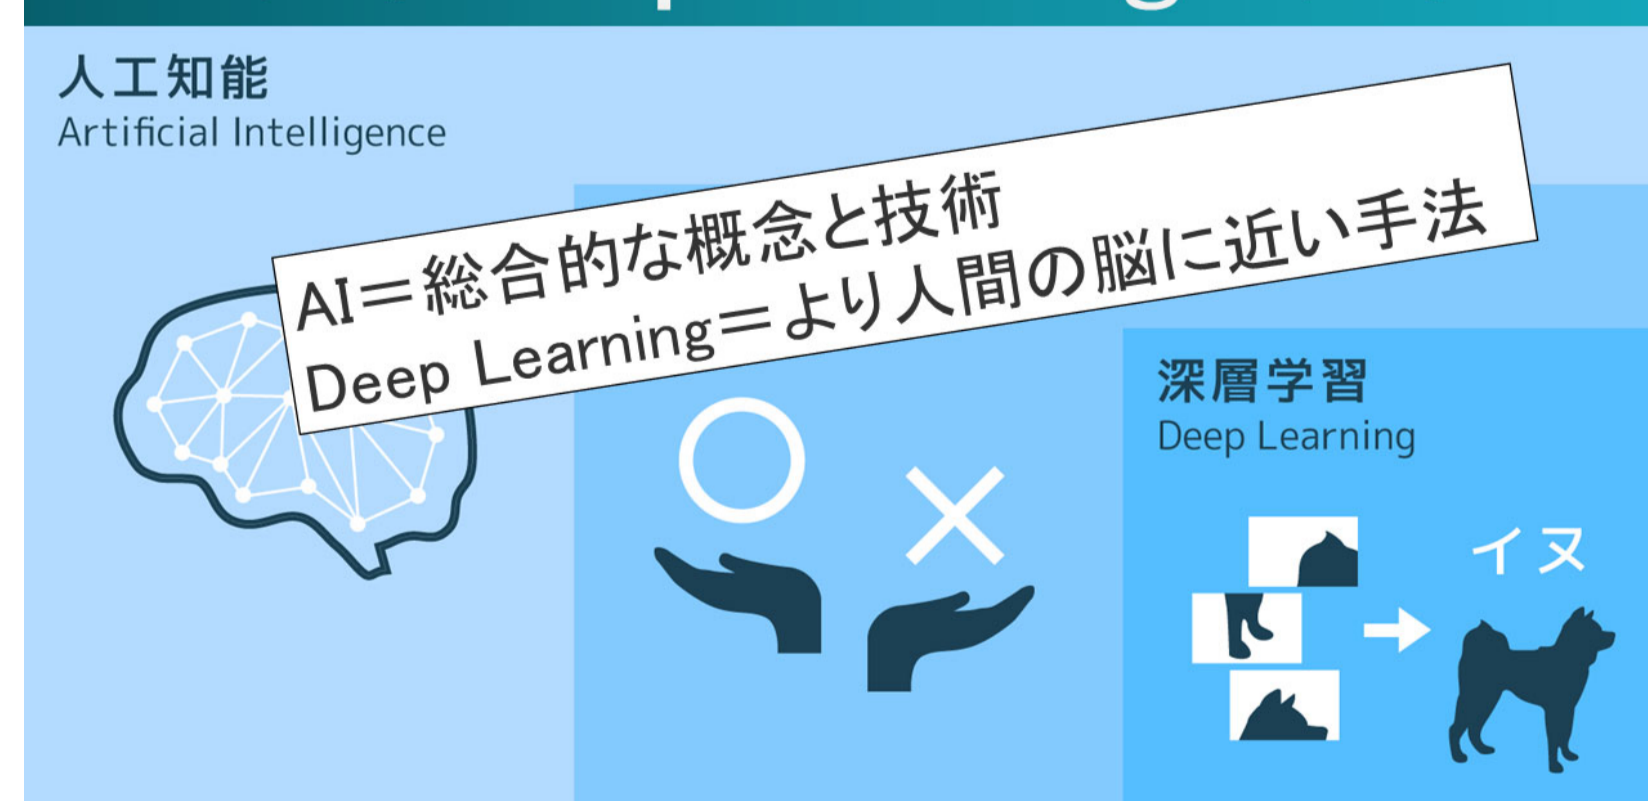 人工知能
Artificial Intelligence
AI＝総合的な概念と技術
Deep Learning＝より人間の脳に近い手法
深層学習
Deep Learning
イヌ